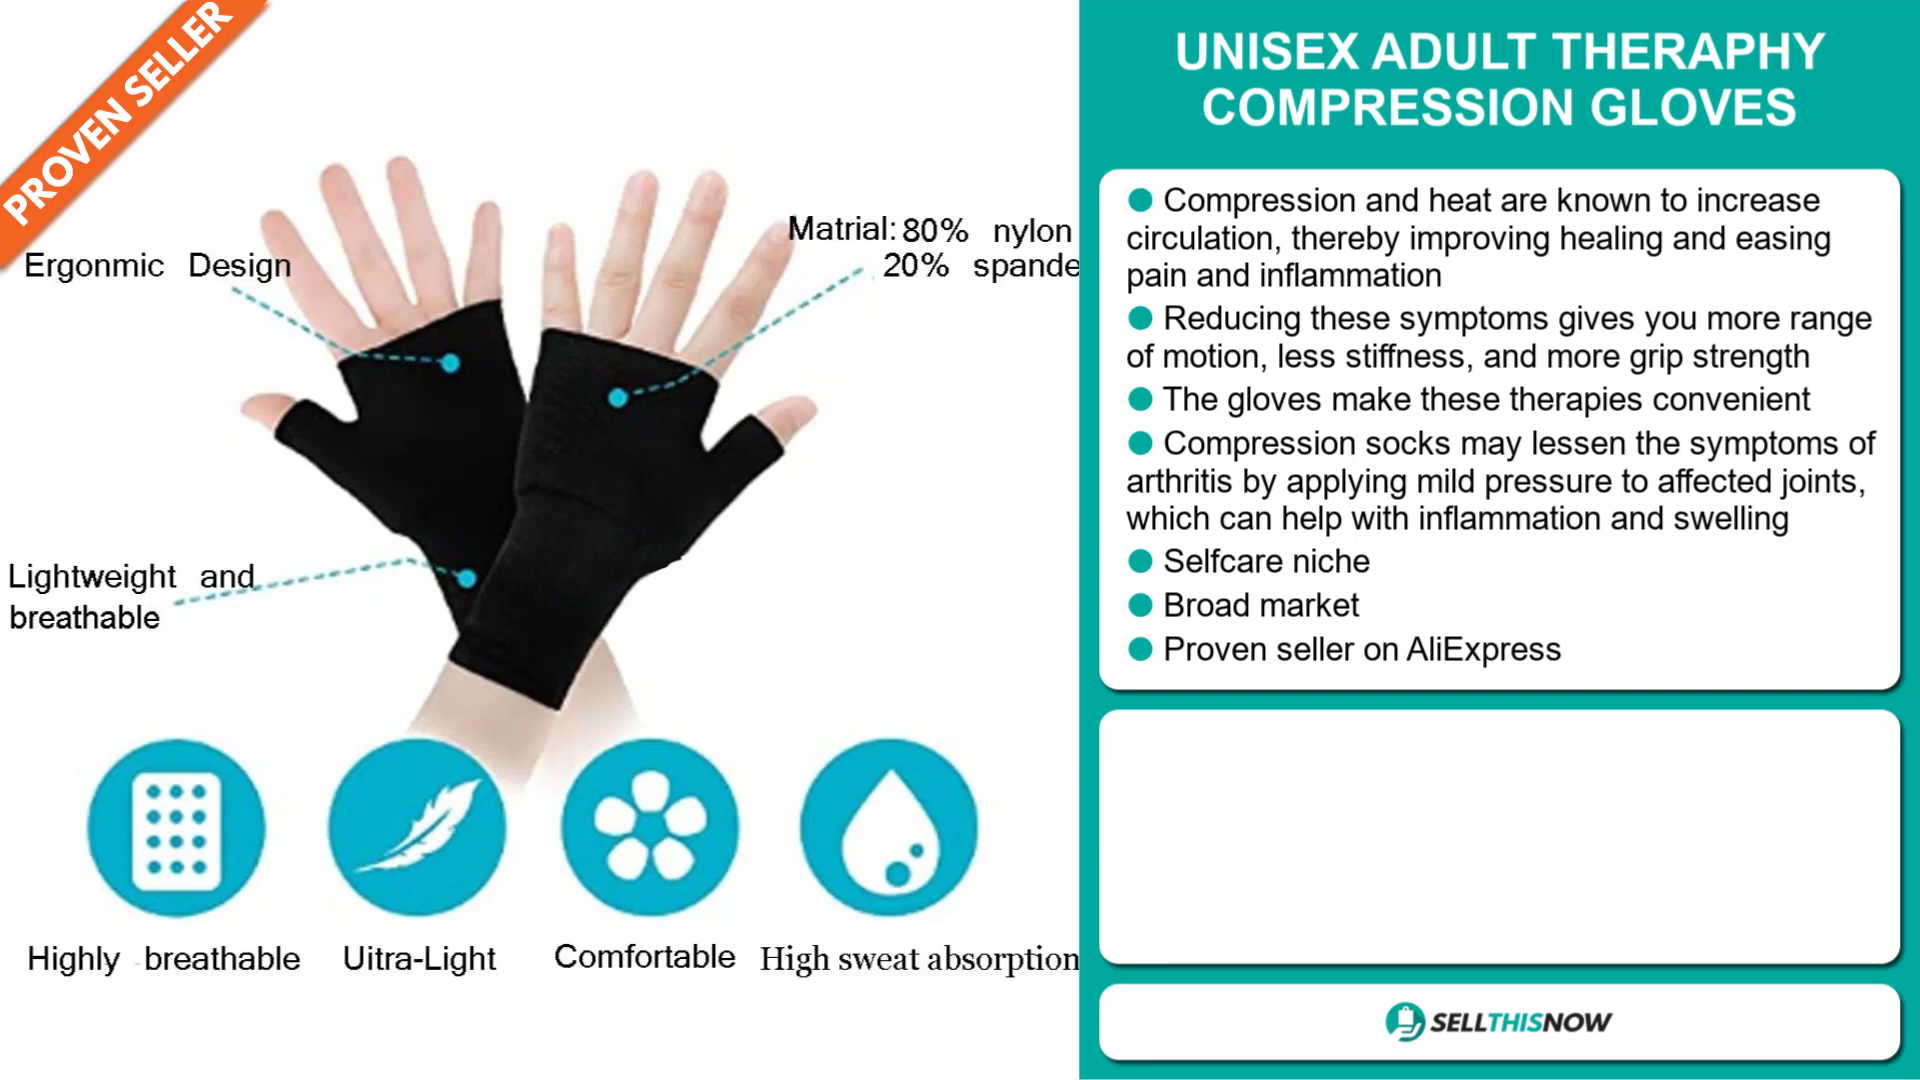 PROVEN SELLER
Ergonmic Design
Matrial: 80% nylon
20% spande
Lightweight and
breathable
Highly breathable
Uitra-Light
Comfortable
High sweat absorption
UNISEX ADULT THERAPHY
COMPRESSION GLOVES
● Compression and heat are known to increase
circulation, thereby improving healing and easing
pain and inflammation
● Reducing these symptoms gives you more range
of motion, less stiffness, and more grip strength
● The gloves make these therapies convenient
● Compression socks may lessen the symptoms of
arthritis by applying mild pressure to affected joints,
which can help with inflammation and swelling
● Selfcare niche
● Broad market
● Proven seller on AliExpress
SELLTHISNOW